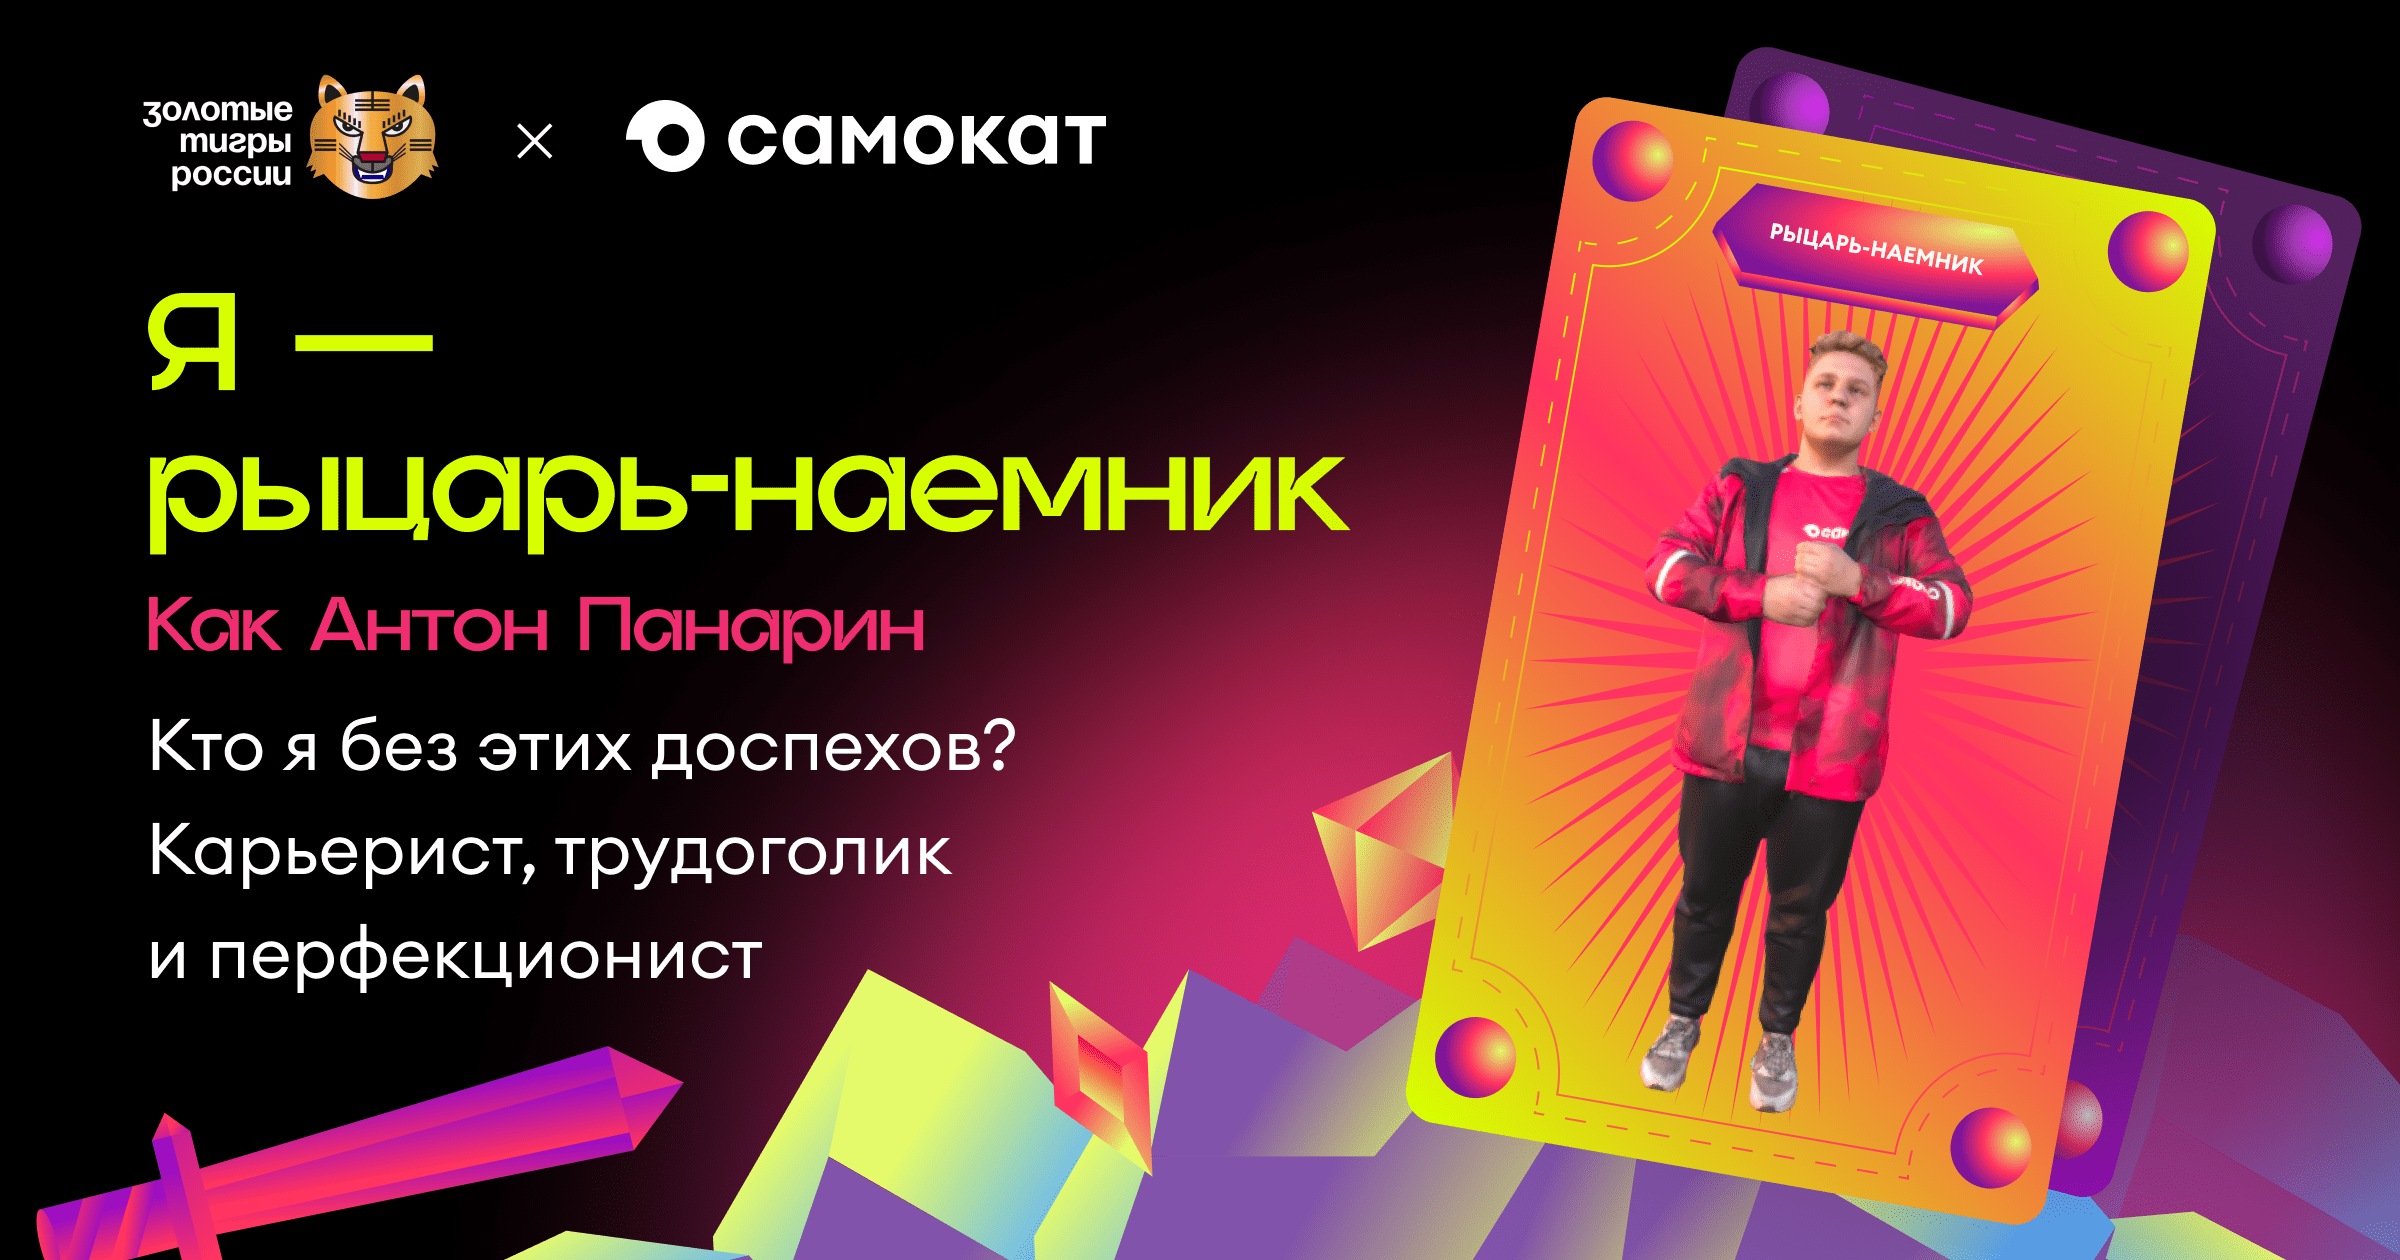 золотые
тигры
россии
×
самокат
Я —
рыцарь-наемник
Как Антон Панарин
Кто я без этих доспехов?
Карьерист, трудоголик
и перфекционист
РЫЦАРЬ-НАЕМНИК